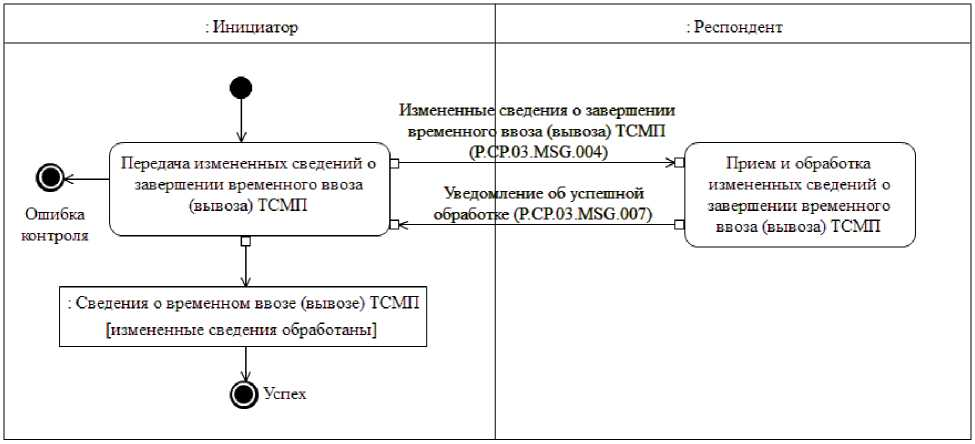 : Инициатор
: Респондент
Измененные сведения о завершении
временного ввоза (вывоза) ТСМП
(P.CP.03.MSG.004)
Передача измененных сведений о
завершении временного ввоза
(вывоза) ТСМП
Прием и обработка
измененных сведений о
завершении временного
ввоза (вывоза) ТСМП
Уведомление об успешной
обработке (P.CP.03.MSG.007)
Ошибка
контроля
: Сведения о временном ввозе (вывозе) ТСМП
[измененные сведения обработаны]
Успех